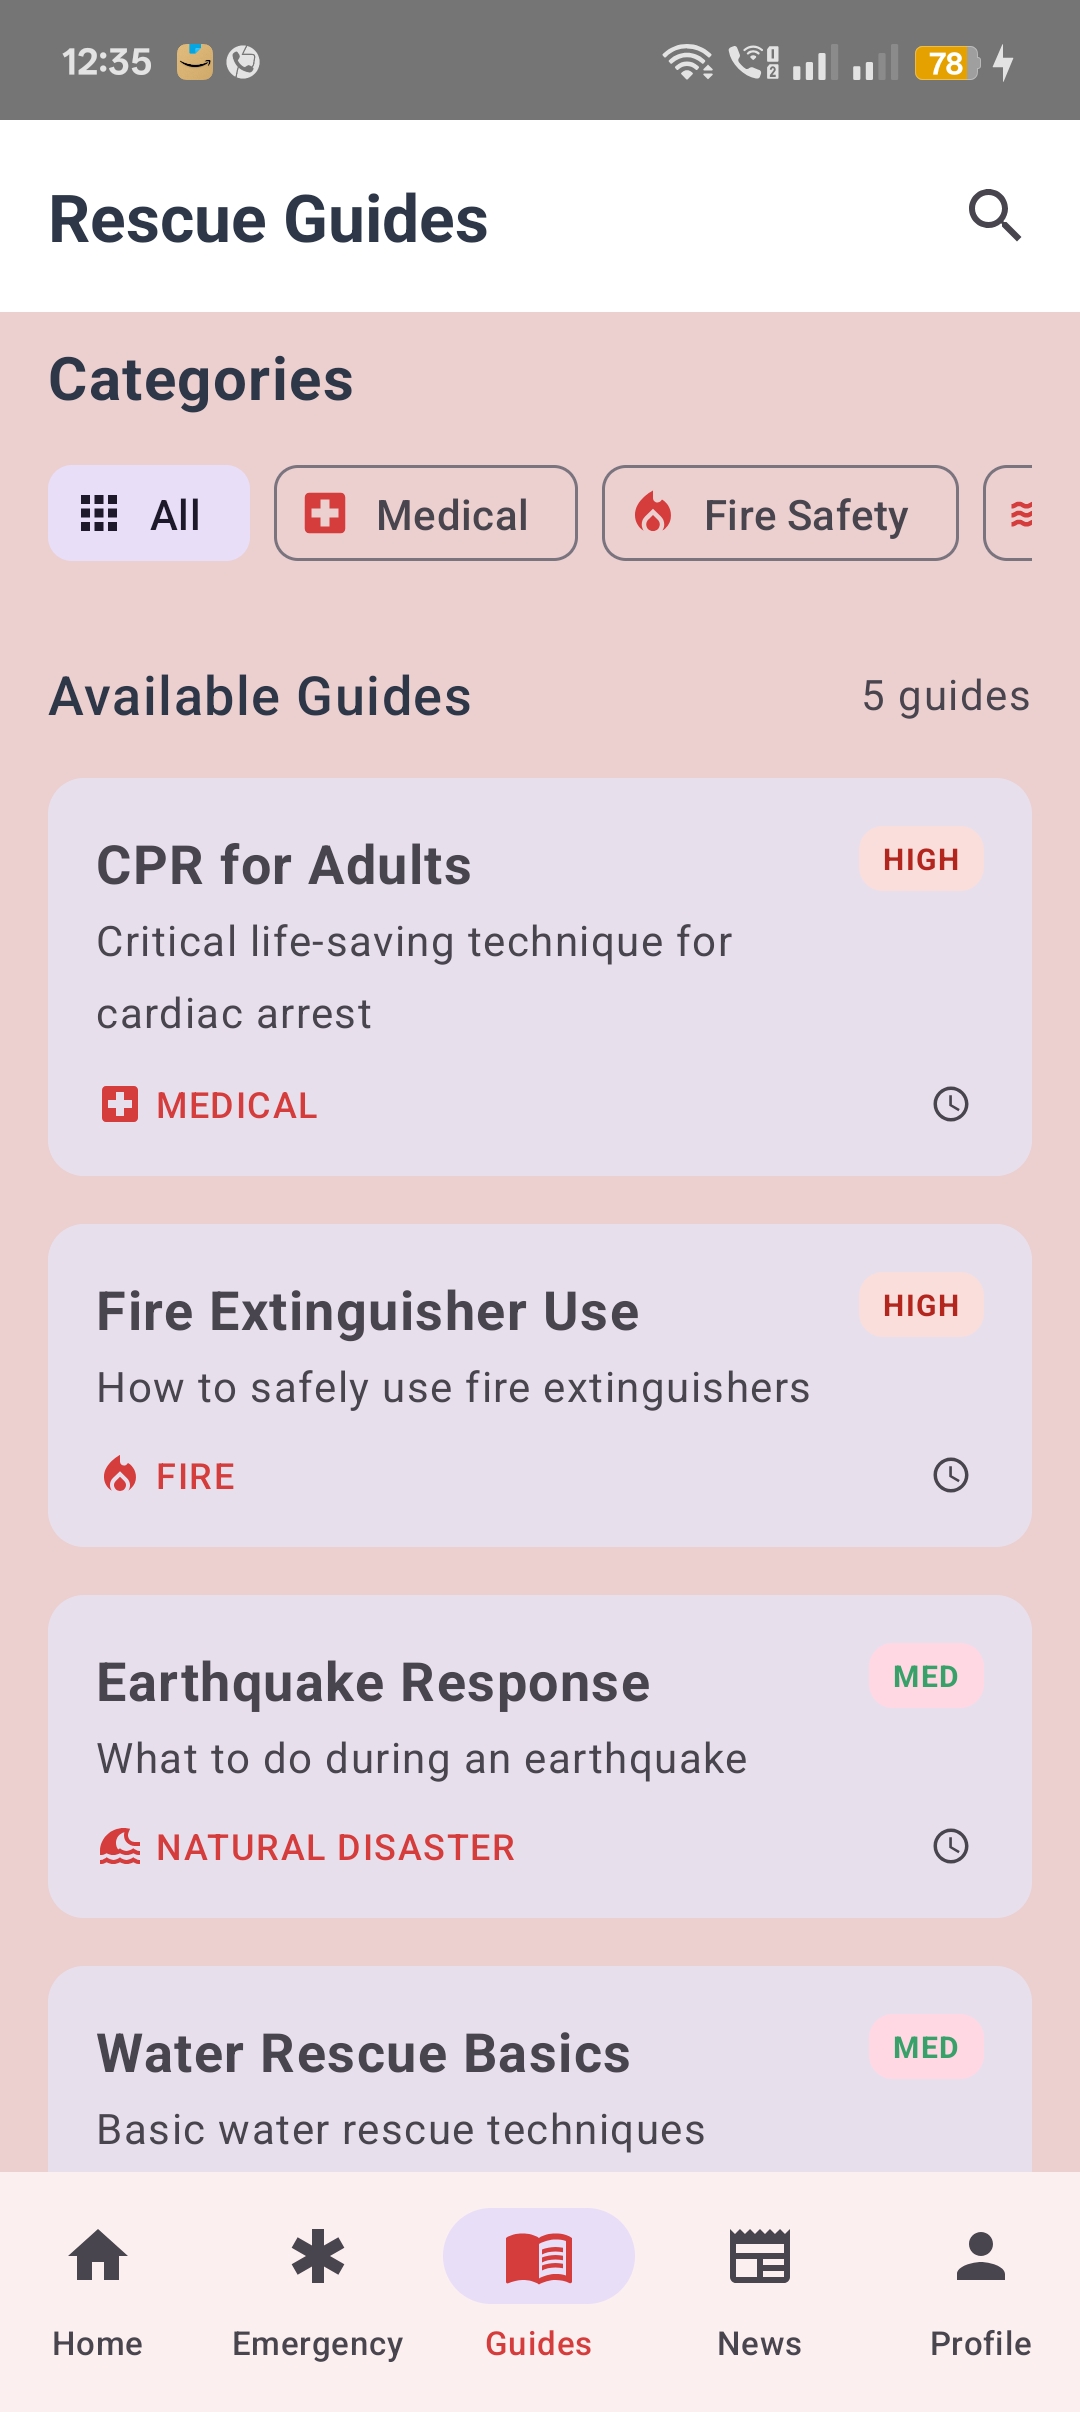 12:35
78
Rescue Guides
Categories
All
Medical
Fire Safety
Available Guides
5 guides
CPR for Adults
HIGH
Critical life-saving technique for
cardiac arrest
MEDICAL
Fire Extinguisher Use
HIGH
How to safely use fire extinguishers
FIRE
Earthquake Response
MED
What to do during an earthquake
NATURAL DISASTER
Water Rescue Basics
MED
Basic water rescue techniques
Home
Emergency
Guides
News
Profile